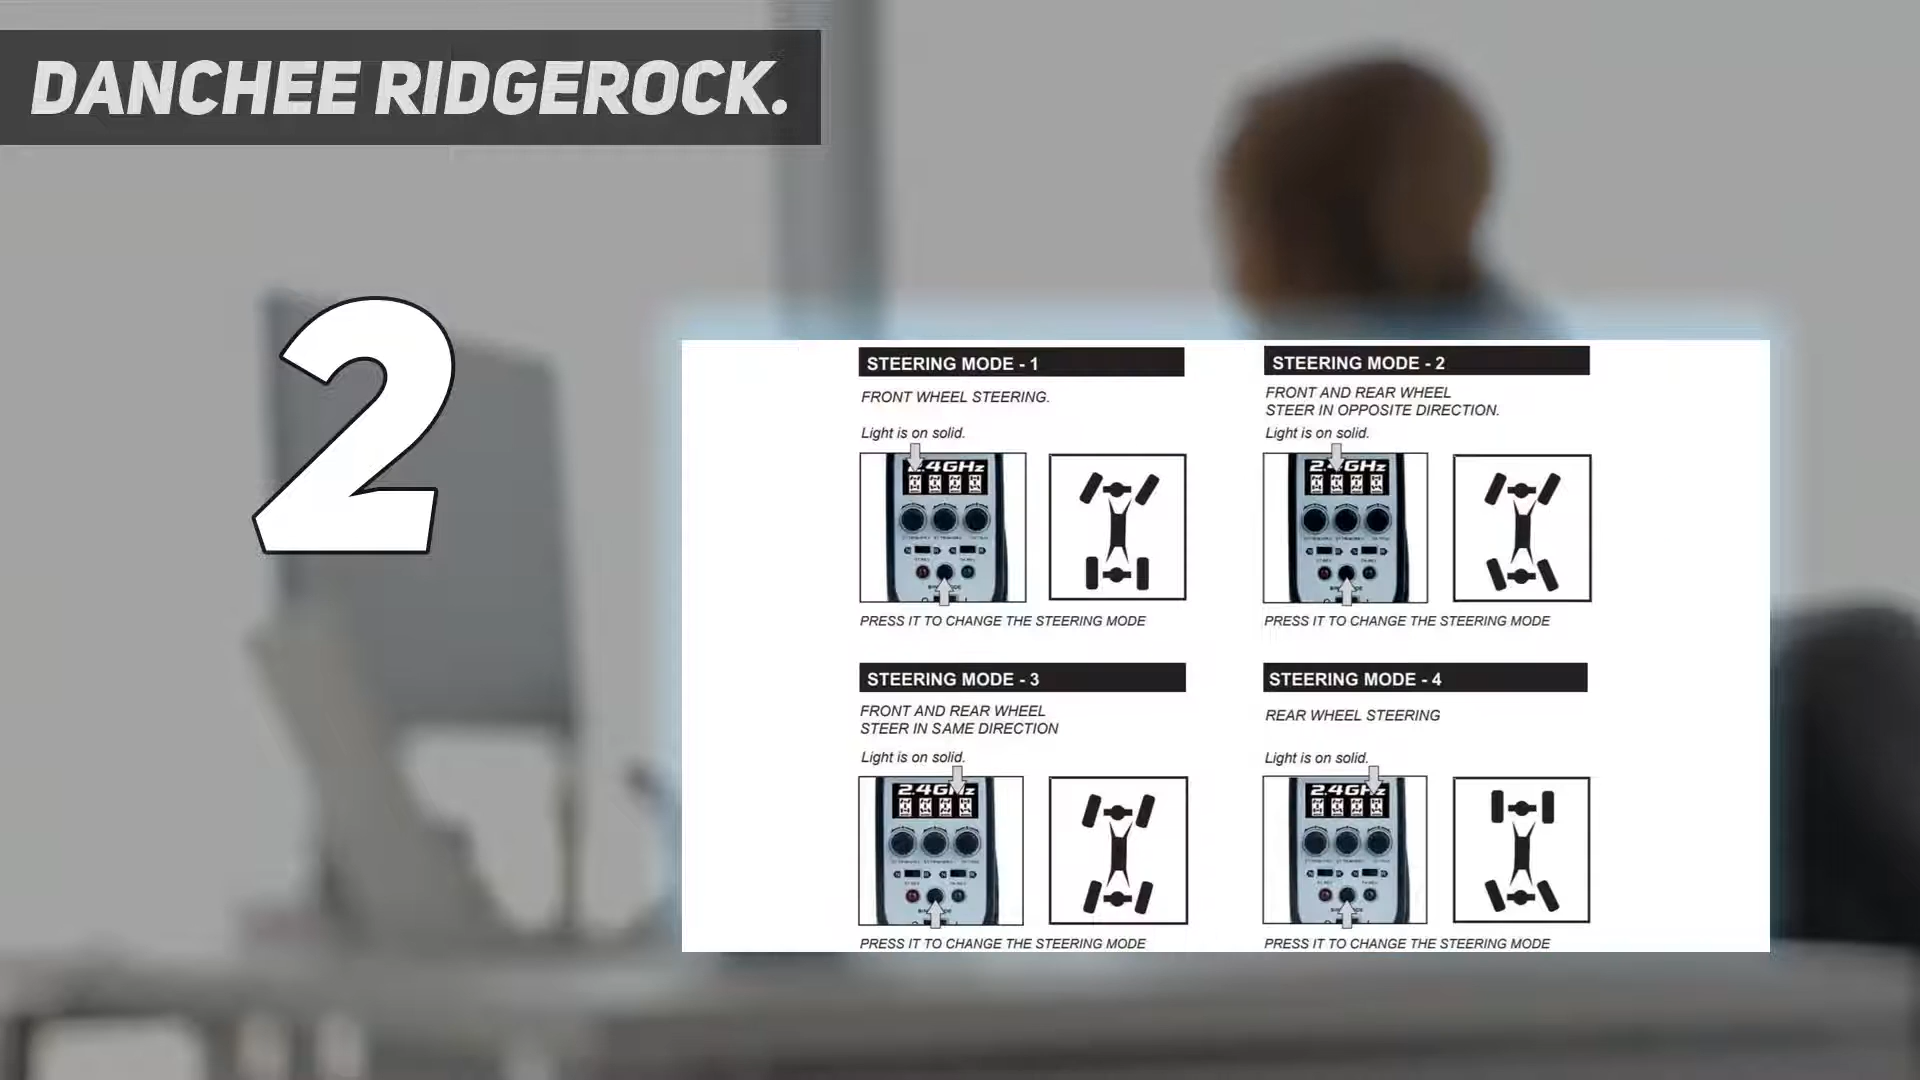 DANCHEE RIDGEROCK.
2
STEERING MODE - 1
FRONT WHEEL STEERING.
Light is on solid.
2.4GHz
PRESS IT TO CHANGE THE STEERING MODE
STEERING MODE - 2
FRONT AND REAR WHEEL
STEER IN OPPOSITE DIRECTION.
Light is on solid.
2.4GHz
PRESS IT TO CHANGE THE STEERING MODE
STEERING MODE - 3
FRONT AND REAR WHEEL
STEER IN SAME DIRECTION
Light is on solid.
2.4GHz
PRESS IT TO CHANGE THE STEERING MODE
STEERING MODE - 4
REAR WHEEL STEERING
Light is on solid.
2.4GHz
PRESS IT TO CHANGE THE STEERING MODE